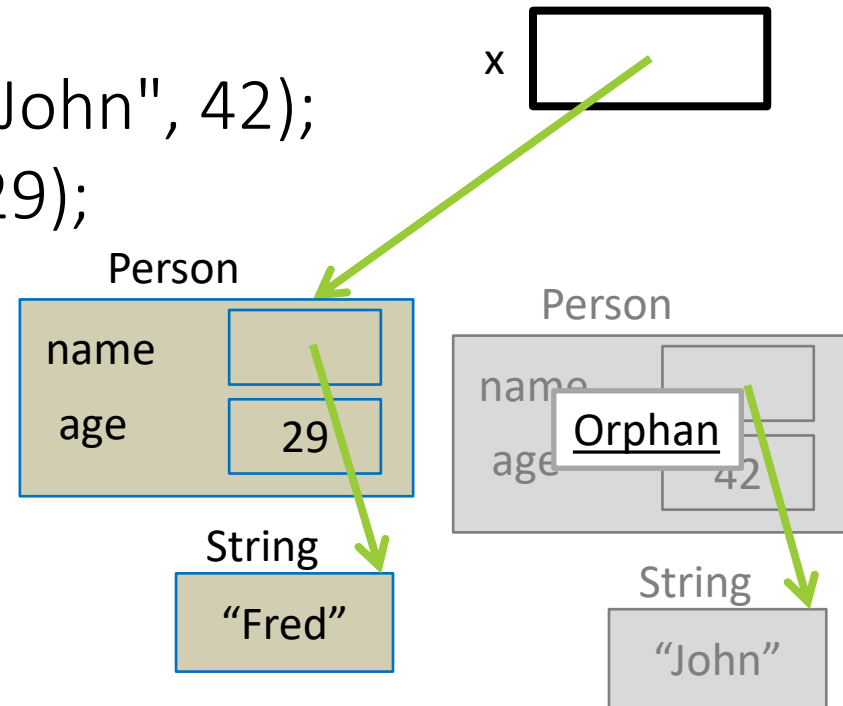 x
John", 42);
29);
Person
name
age
29
String
“Fred”
Person
name
age
42
Orphan
String
“John”